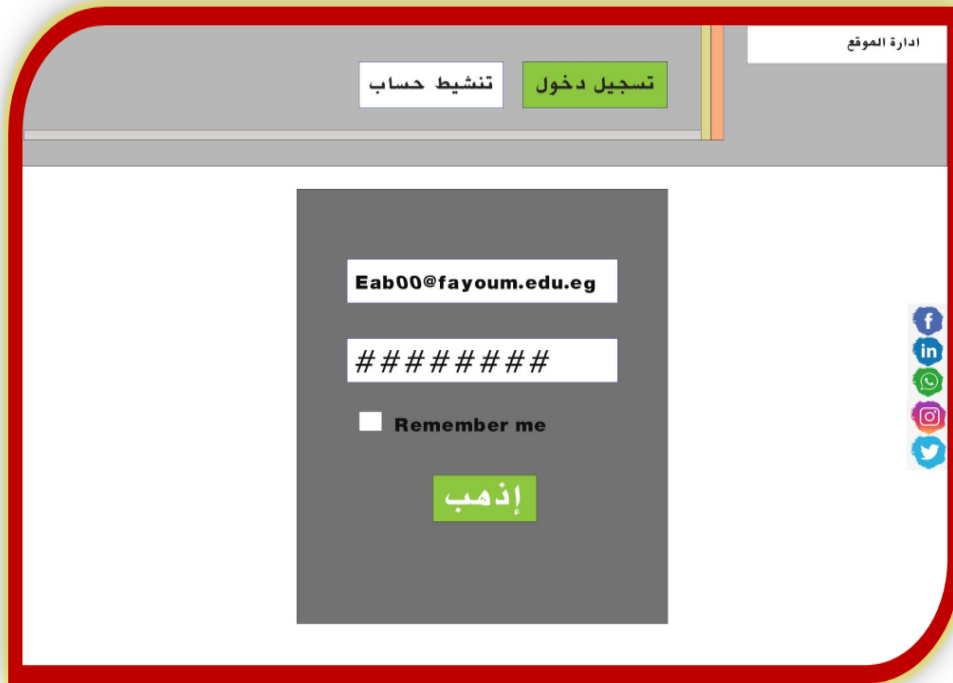 ادارة الموقع
تسجيل دخول
تنشيط حساب
Eab00@fayoum.edu.eg
########
Remember me
إذهب